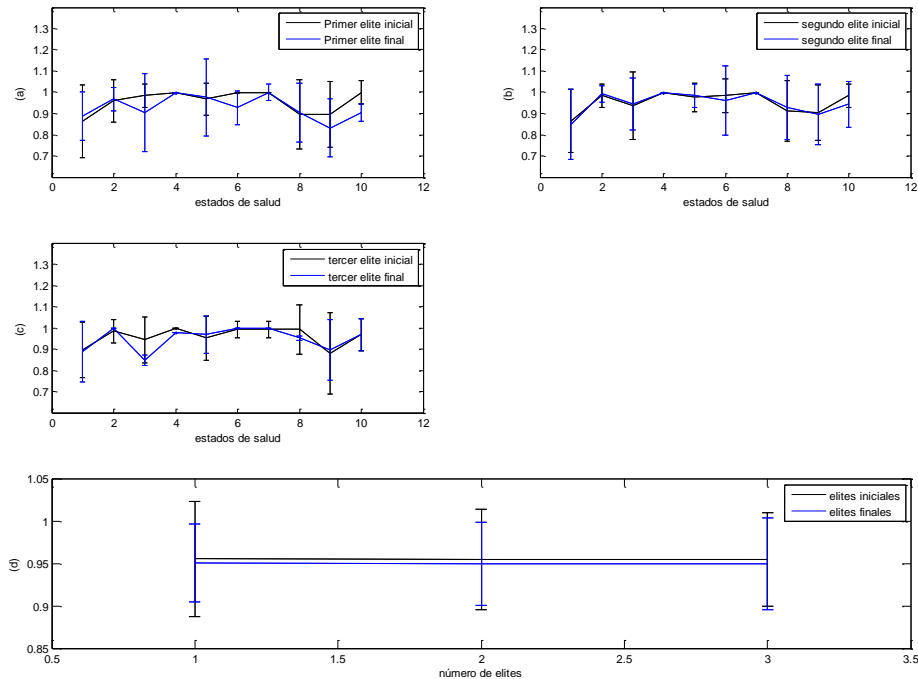 Primer elite inicial
Primer elite final
1.4
1.3
1.2
1.1
1
0.9
0.8
0.7
(a)
0 2 4 6 8 10 12
estados de salud
segundo elite inicial
segundo elite final
1.4
1.3
1.2
1.1
1
0.9
0.8
0.7
(b)
0 2 4 6 8 10 12
estados de salud
tercer elite inicial
tercer elite final
1.3
1.2
1.1
1
0.9
0.8
0.7
(c)
0 2 4 6 8 10 12
estados de salud
elites iniciales
elites finales
1.05
1
0.95
0.9
0.85
(d)
0.5 1 1.5 2 2.5 3 3.5
número de elites